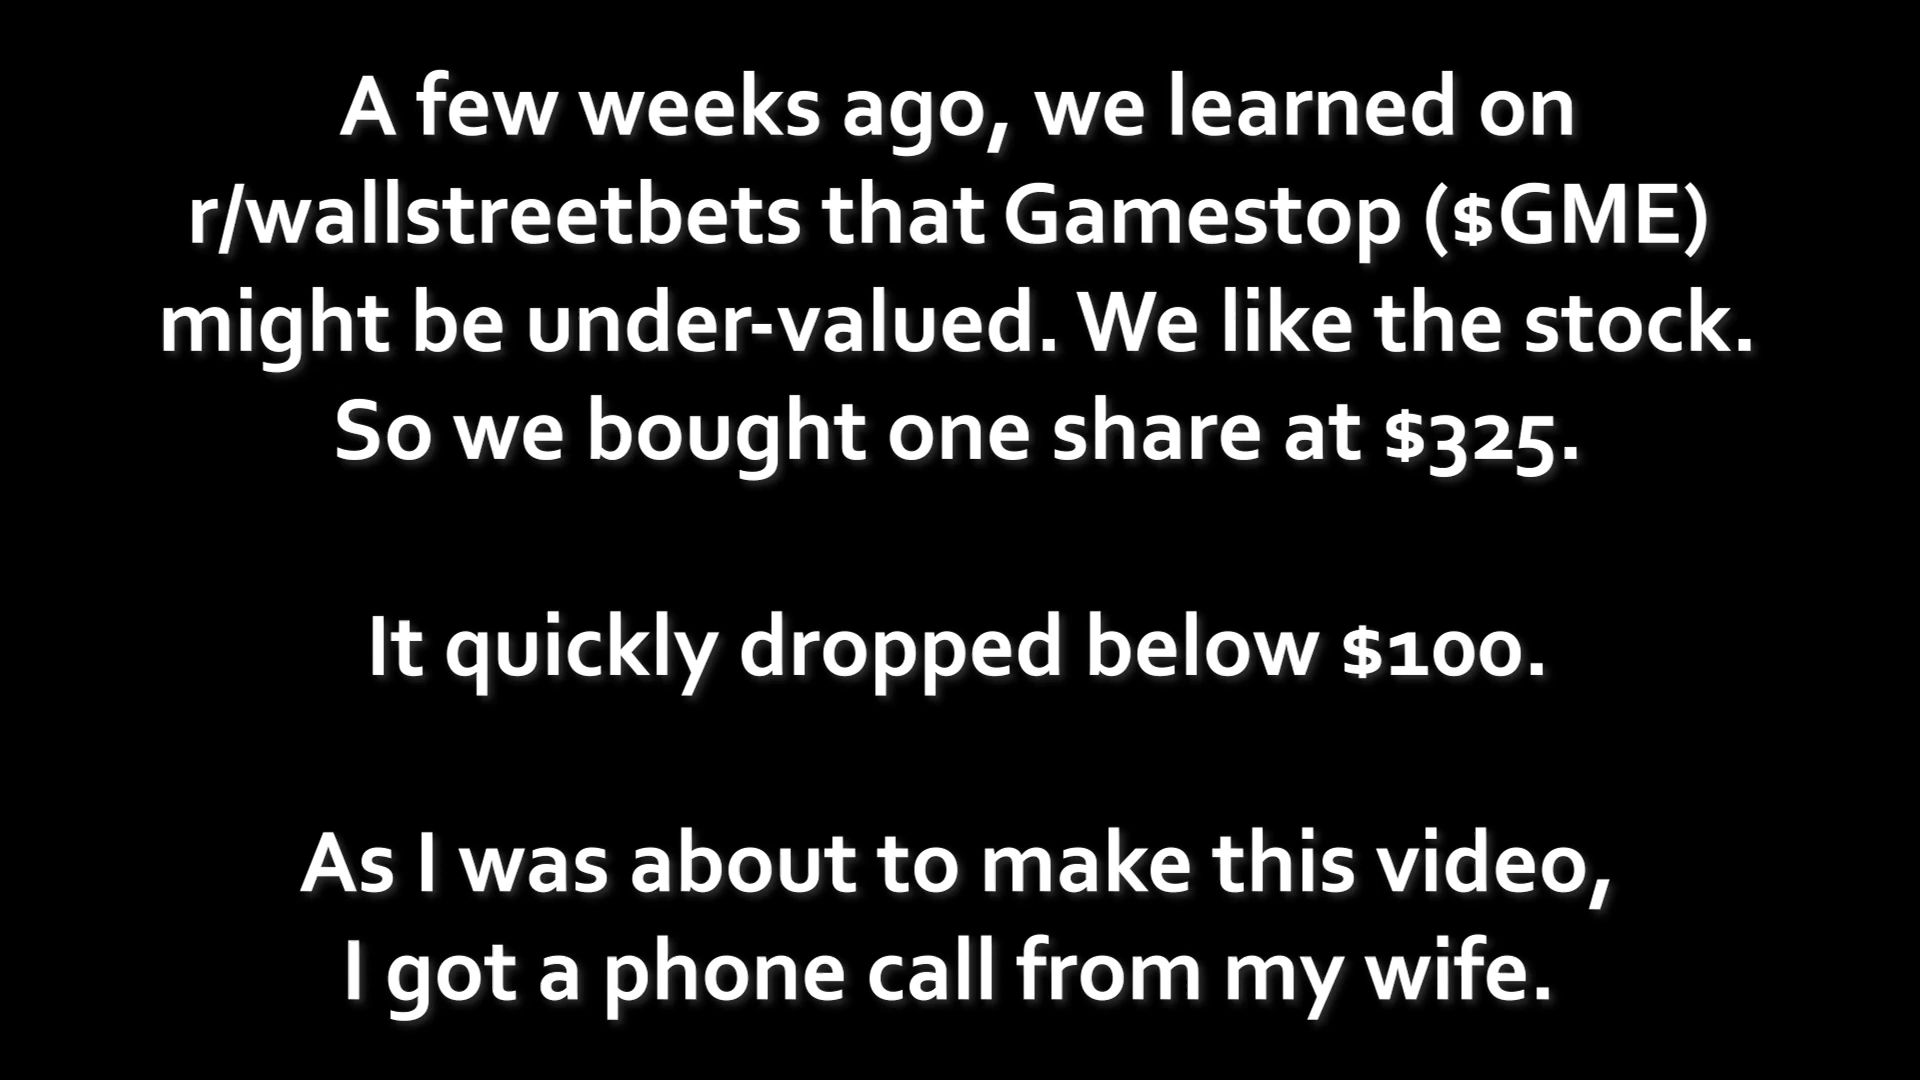 A few weeks ago, we learned on
r/wallstreetbets that Gamestop ($GME)
might be under-valued. We like the stock.
So we bought one share at $325.
It quickly dropped below $100.
As I was about to make this video,
I got a phone call from my wife.